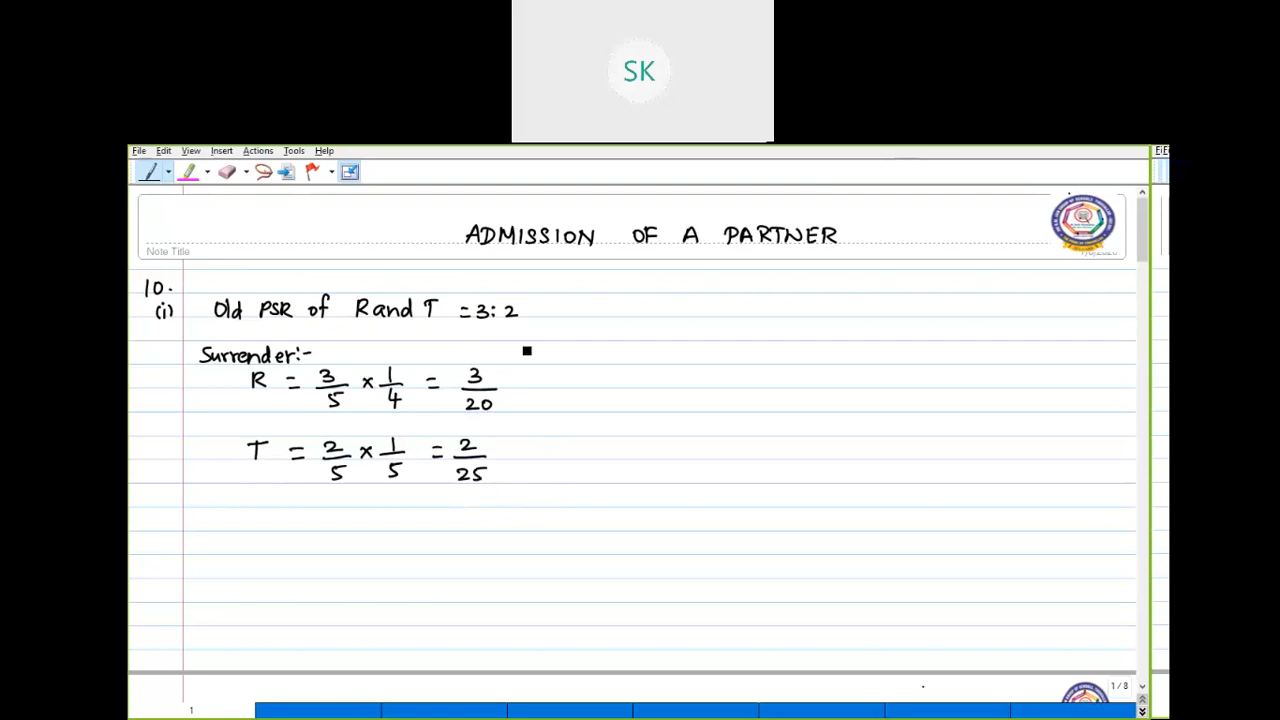 SK
File Edit View Insert Actions Tools Help
ADMISSION OF A PARTNER
Note Title
10.
(i) Old PSR of R and T = 3:2
Surrender:-
R = 3/5 × 1/4 = 3/20
T = 2/5 × 1/5 = 2/25
1 / 8
1